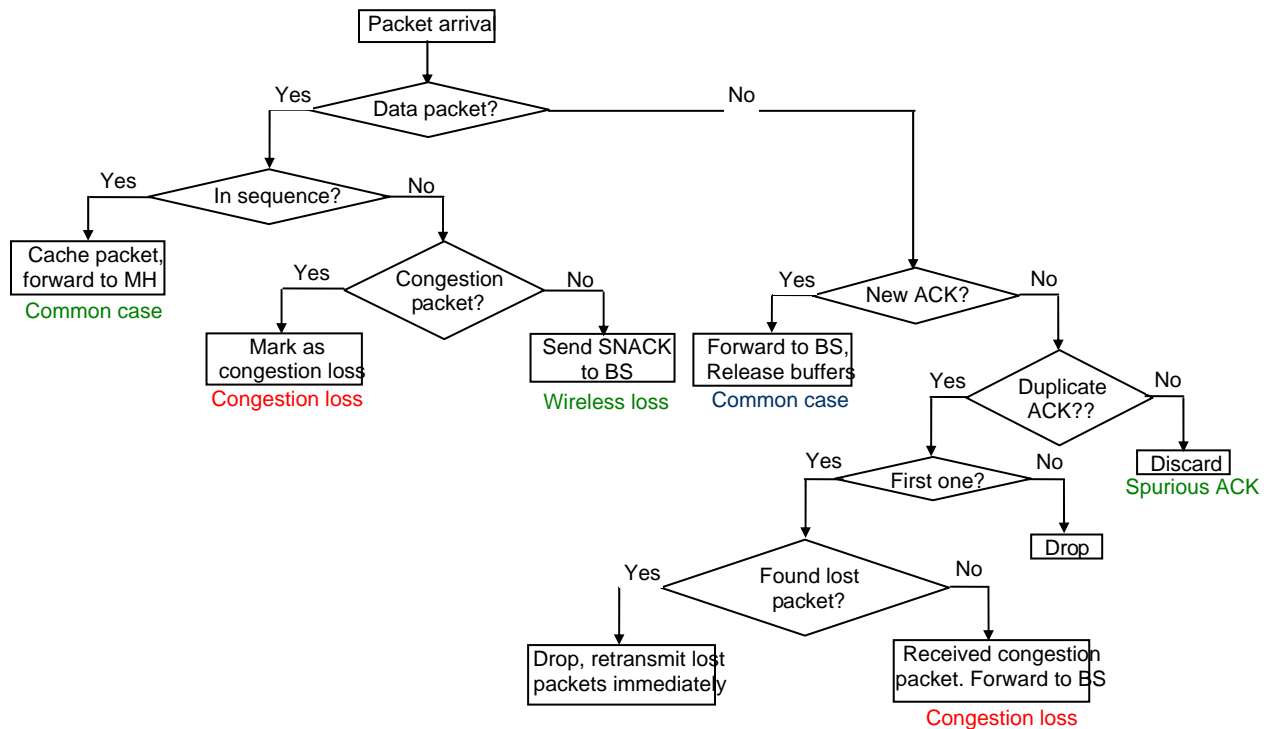 Packet arrival
Yes
Data packet?
No
Yes
In sequence?
No
Cache packet,
forward to MH
Common case
Yes
Congestion
packet?
No
Mark as
congestion loss
Congestion loss
Send SNACK
to BS
Wireless loss
Yes
New ACK?
No
Forward to BS,
Release buffers
Common case
Yes
Duplicate
ACK??
No
Discard
Spurious ACK
Yes
First one?
No
Drop
Yes
Found lost
packet?
No
Drop, retransmit lost
packets immediately
Received congestion
packet. Forward to BS
Congestion loss